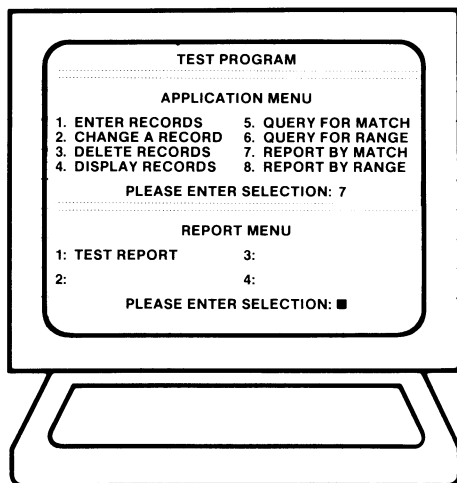 TEST PROGRAM
APPLICATION MENU
1. ENTER RECORDS 5. QUERY FOR MATCH
2. CHANGE A RECORD 6. QUERY FOR RANGE
3. DELETE RECORDS 7. REPORT BY MATCH
4. DISPLAY RECORDS 8. REPORT BY RANGE
PLEASE ENTER SELECTION: 7
REPORT MENU
1: TEST REPORT 3:
2: 4:
PLEASE ENTER SELECTION: ■